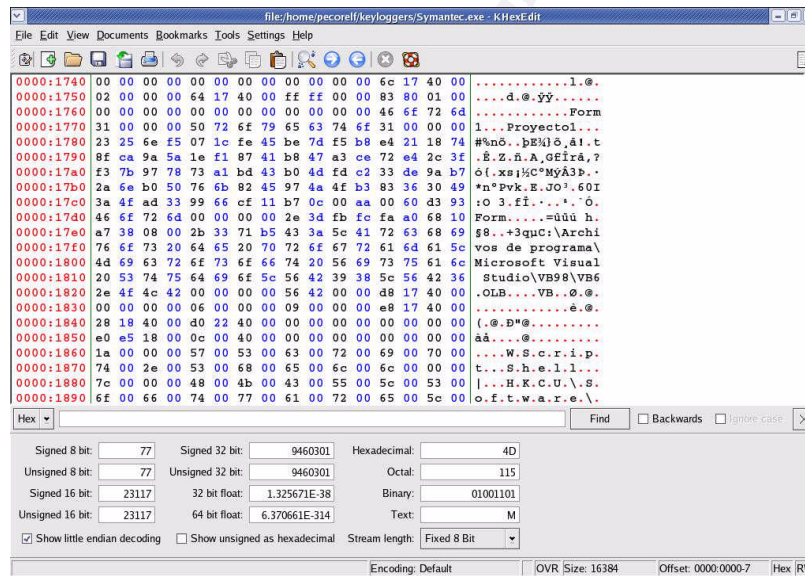 file:/home/pecorelf/keyloggers/Symantec.exe - KHexEdit
File Edit View Documents Bookmarks Tools Settings Help
0000:1740 00 00 00 00 00 00 00 00 00 00 00 00 6c 17 40 00 ............l.@.
0000:1750 02 00 00 00 64 17 40 00 ff ff 00 00 83 80 01 00 ....d.@.ÿÿ......
0000:1760 00 00 00 00 00 00 00 00 00 00 00 00 46 6f 72 6d ............Form
0000:1770 31 00 00 00 50 72 6f 79 65 63 74 6f 31 00 00 00 1...Proyecto1...
0000:1780 23 25 6e f5 07 1c fe 45 be 7d f5 b8 e4 21 18 74
0000:1790 8f ca 9a 5a 1e f1 87 41 b8 47 a3 ce 72 e4 2c 3f
0000:17a0 f3 7b 97 78 73 a1 bd 43 b0 4d fd c2 33 de 9a b7
0000:17b0 2a 6e b0 50 76 6b 82 45 97 4a 4f b3 83 36 30 49
0000:17c0 3a 4f ad 33 99 66 cf 11 b7 0c 00 aa 00 60 d3 93
0000:17d0 46 6f 72 6d 00 00 00 00 2e 3d fb fc fa a0 68 10 Form.....=ûüú h.
0000:17e0 a7 38 08 00 2b 33 71 b5 43 3a 5c 41 72 63 68 69 §8..+3qµC:\Archi
0000:17f0 76 6f 73 20 64 65 20 70 72 6f 67 72 61 6d 61 5c vos de programa\
0000:1800 4d 69 63 72 6f 73 6f 66 74 20 56 69 73 75 61 6c Microsoft Visual
0000:1810 20 53 74 75 64 69 6f 5c 56 42 39 38 5c 56 42 36 Studio\VB98\VB6
0000:1820 2e 4f 4c 42 00 00 00 00 56 42 00 00 d8 17 40 00 .OLB....VB..Ø.@.
0000:1830 00 00 00 00 06 00 00 00 09 00 00 00 e8 17 40 00 ............è.@.
0000:1840 28 18 40 00 d0 22 40 00 00 00 00 00 00 00 00 00 (.@.Ð"@.........
0000:1850 e0 e5 18 00 0c 00 40 00 00 00 00 00 00 00 00 00 àå....@.........
0000:1860 1a 00 00 00 57 00 53 00 63 00 72 00 69 00 70 00 ....W.S.c.r.i.p.
0000:1870 74 00 2e 00 53 00 68 00 65 00 6c 00 6c 00 00 00 t...S.h.e.l.l...
0000:1880 7c 00 00 00 48 00 4b 00 43 00 55 00 5c 00 53 00 |...H.K.C.U.\.S.
0000:1890 6f 00 66 00 74 00 77 00 61 00 72 00 65 00 5c 00 o.f.t.w.a.r.e.\.
Hex Find Backwards Ignore case
Signed 8 bit: 77 Signed 32 bit: 9460301 Hexadecimal: 4D
Unsigned 8 bit: 77 Unsigned 32 bit: 9460301 Octal: 115
Signed 16 bit: 23117 32 bit float: 1.325671E-38 Binary: 01001101
Unsigned 16 bit: 23117 64 bit float: 6.370661E-314 Text: M
Show little endian decoding Show unsigned as hexadecimal Stream length: Fixed 8 Bit
Encoding: Default OVR Size: 16384 Offset: 0000:0000-7 Hex